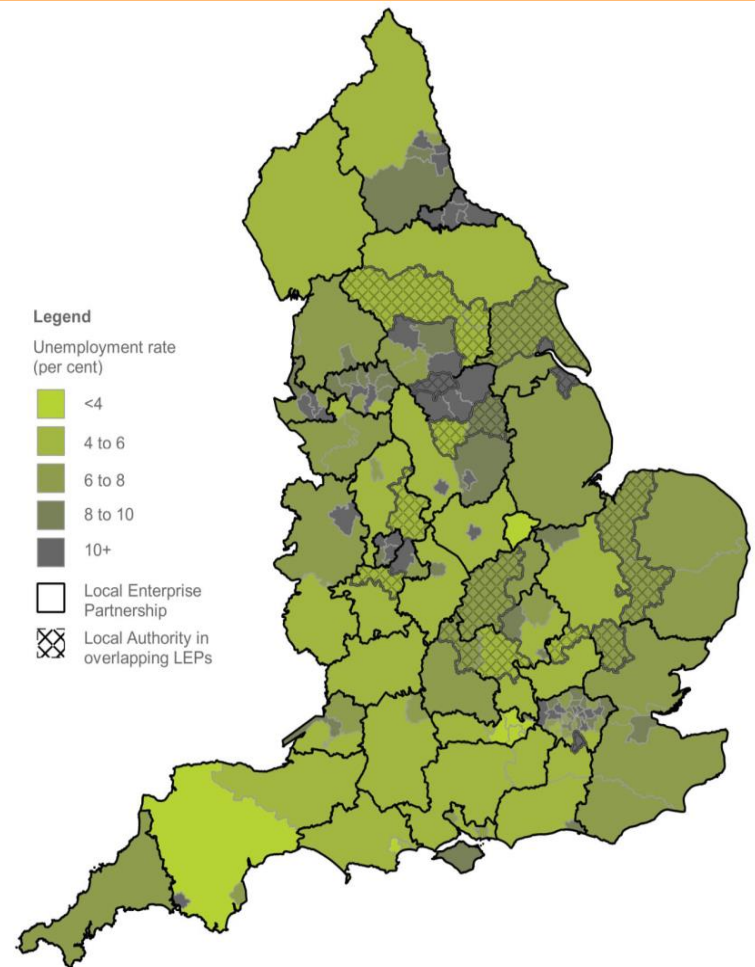 Legend
Unemployment rate
(per cent)
<4
4 to 6
6 to 8
8 to 10
10+
Local Enterprise
Partnership
Local Authority in
overlapping LEPs